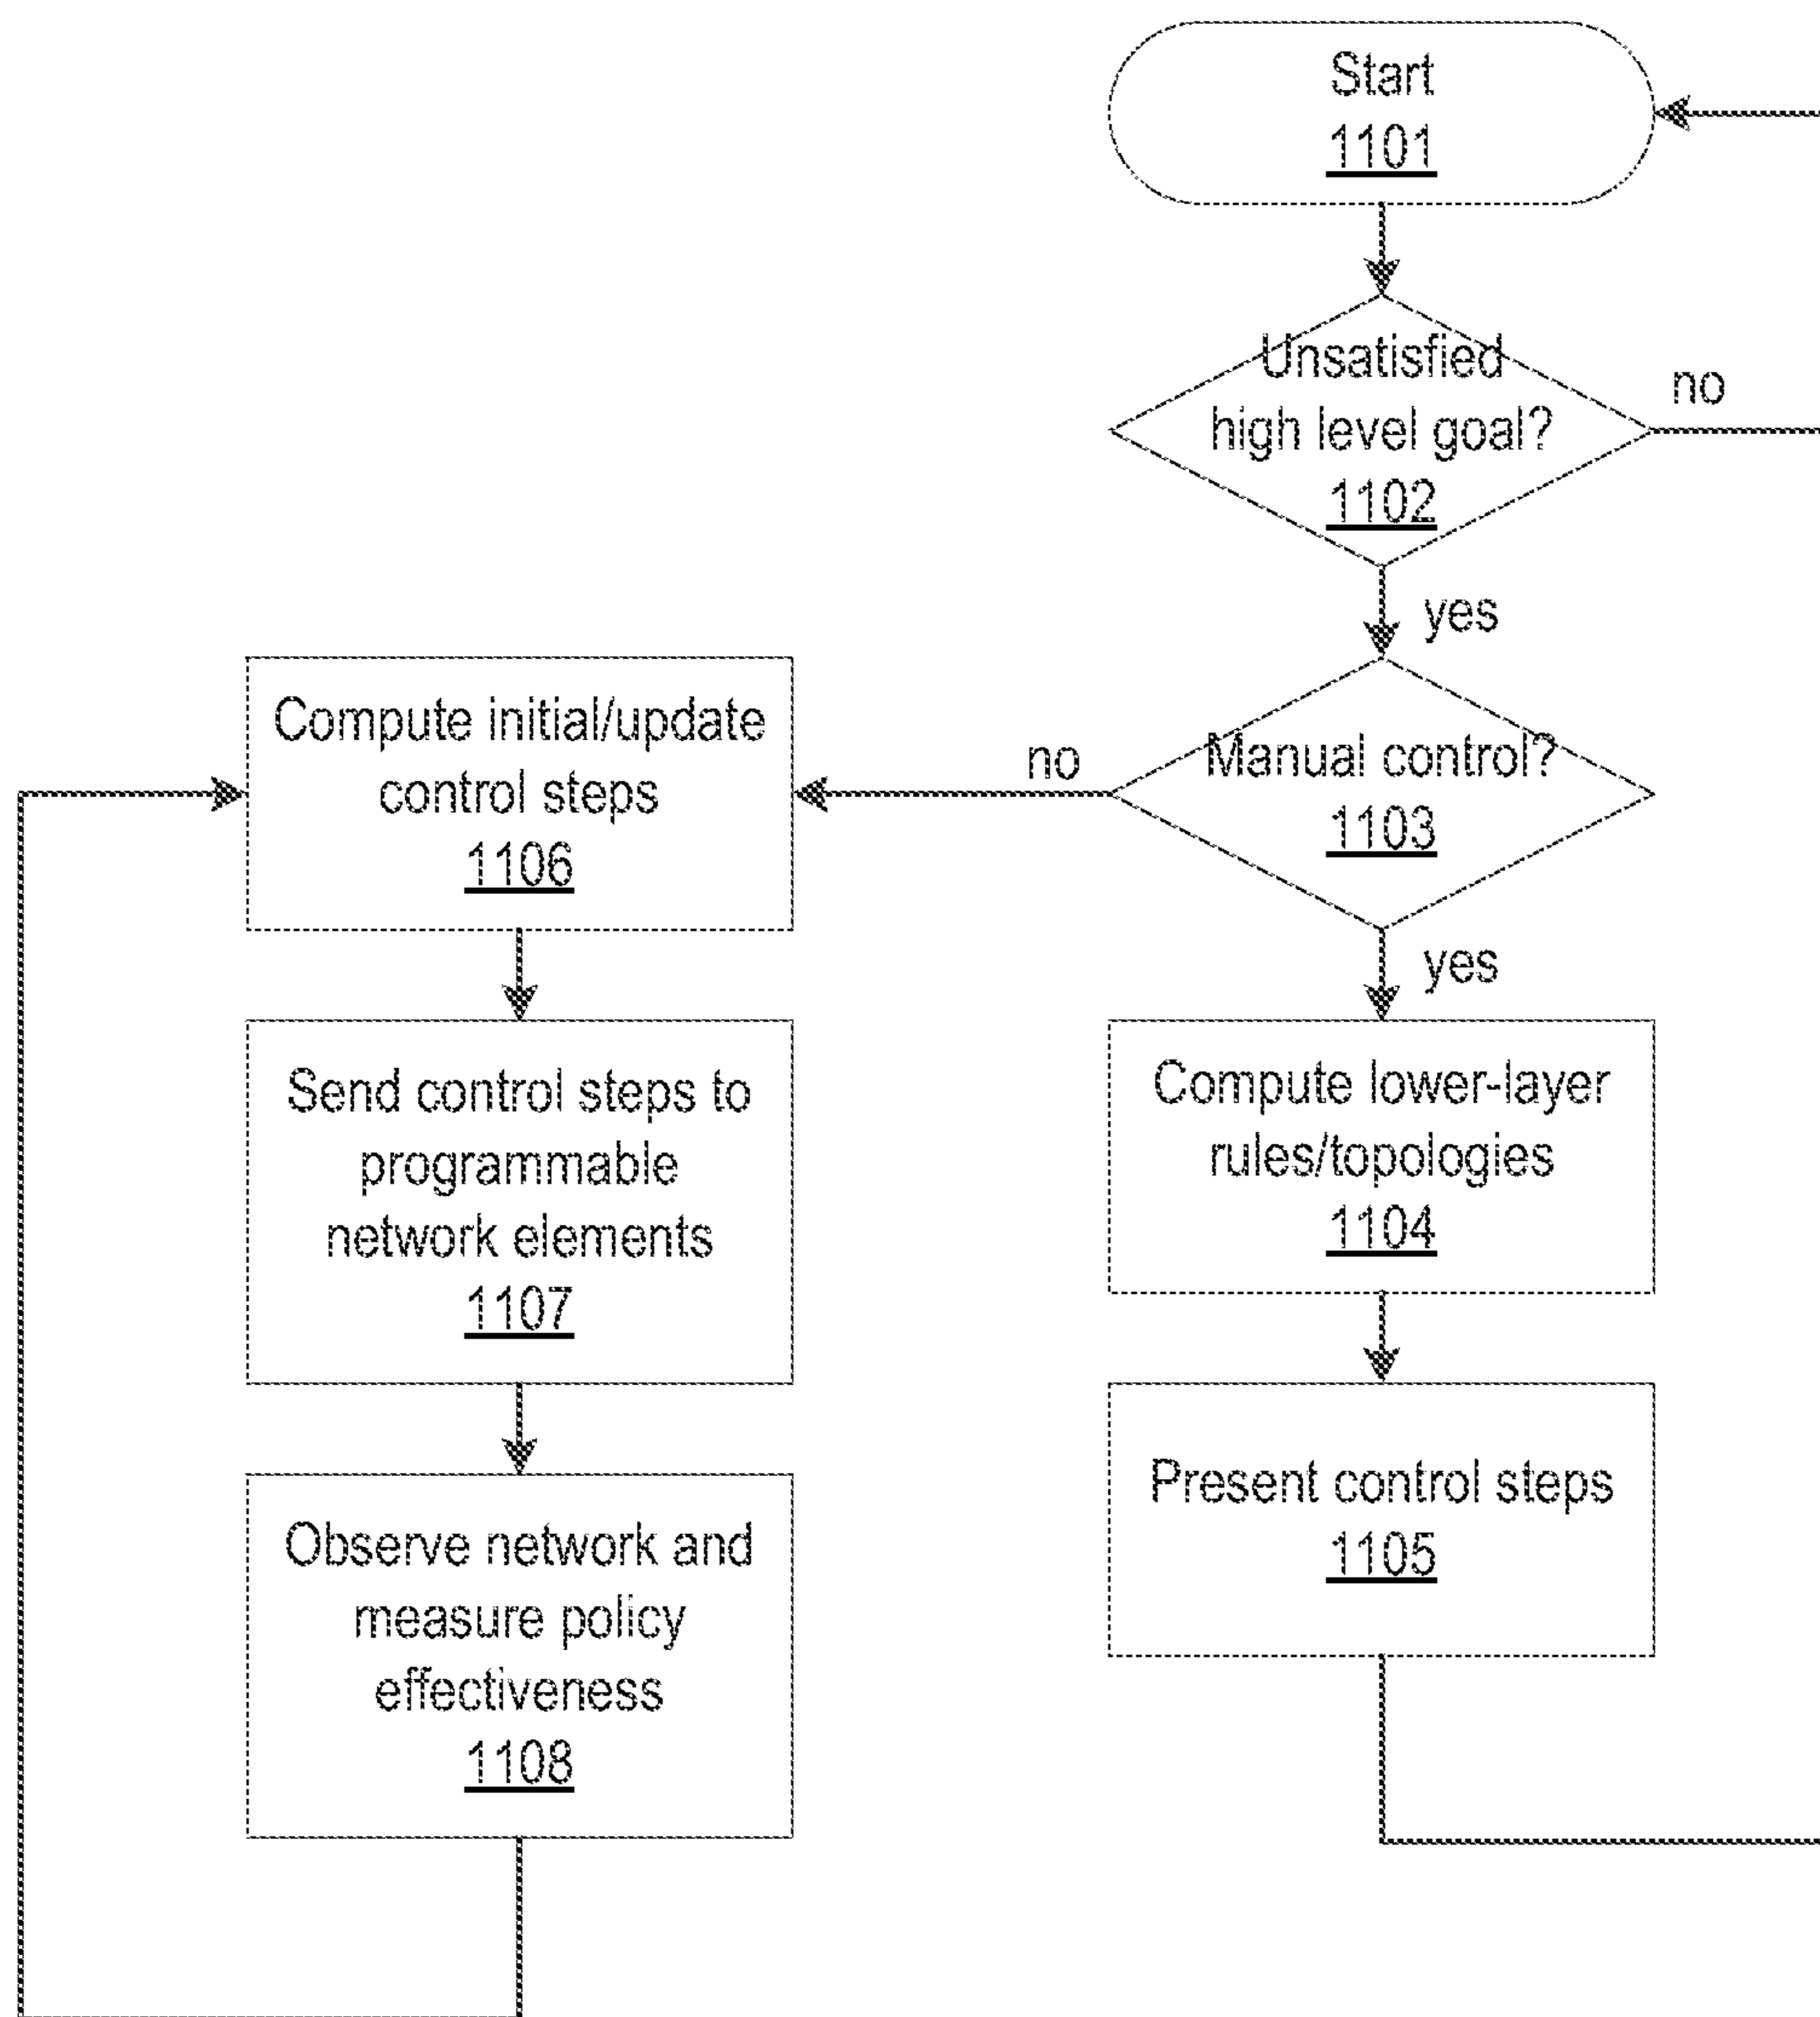 Start
1101
Unsatisfied
high level goal?
1102
no
yes
Manual control?
1103
no
yes
Compute initial/update
control steps
1106
Send control steps to
programmable
network elements
1107
Observe network and
measure policy
effectiveness
1108
Compute lower-layer
rules/topologies
1104
Present control steps
1105